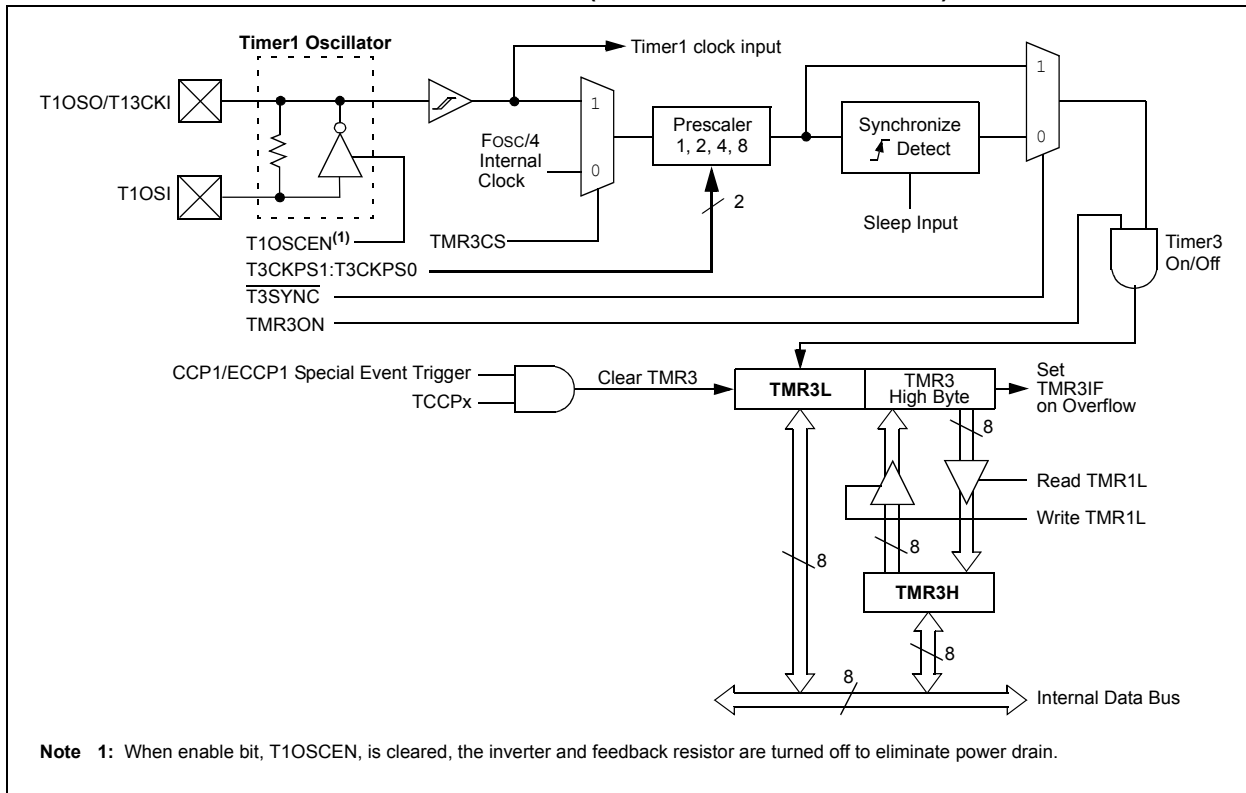 Timer1 Oscillator
Timer1 clock input
T1OSO/T13CKI
1
1
FOSC/4
Internal
Clock
0
Prescaler
1, 2, 4, 8
Synchronize
Detect
0
2
T1OSI
Sleep Input
T1OSCEN(1)
TMR3CS
Timer3
On/Off
T3CKPS1:T3CKPS0
T3SYNC
TMR3ON
CCP1/ECCP1 Special Event Trigger
TCCPx
Clear TMR3
TMR3L
TMR3
High Byte
Set
TMR3IF
on Overflow
8
Read TMR1L
Write TMR1L
8
8
TMR3H
8
8
Internal Data Bus
Note 1: When enable bit, T1OSCEN, is cleared, the inverter and feedback resistor are turned off to eliminate power drain.